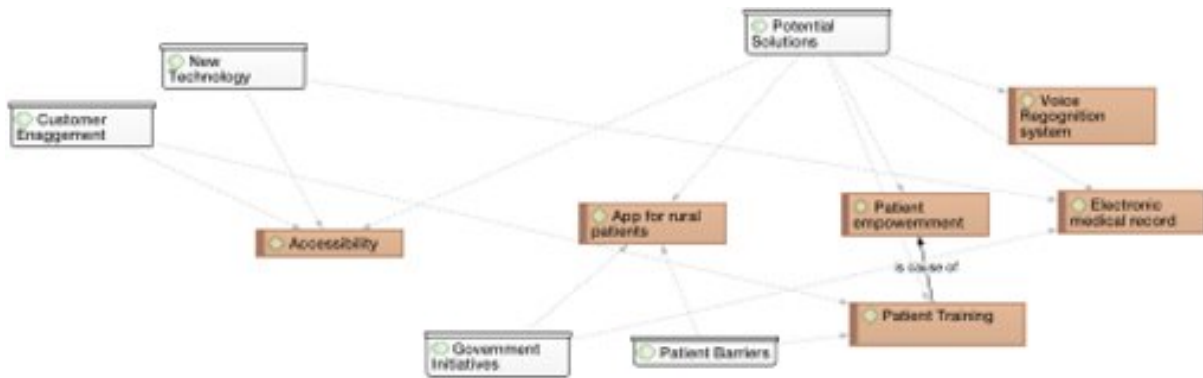 Potential
Solutions
New
Technology
Voice
Regognition
system
Customer
Enaggement
App for rural
patients
Patient
empowernment
Electronic
medical record
Accessibility
is cause of
Patient Training
Government
Initiatives
Patient Barriers